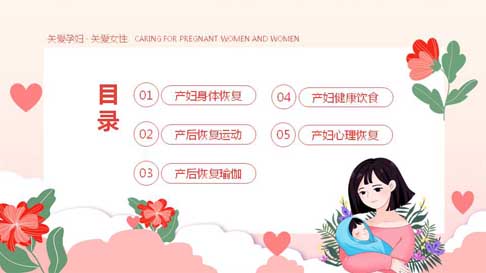 关爱孕妇·关爱女性 CARING FOR PREGNANT WOMEN AND WOMEN
目录
01 产妇身体恢复
02 产后恢复运动
03 产后恢复瑜伽
04 产妇健康饮食
05 产妇心理恢复